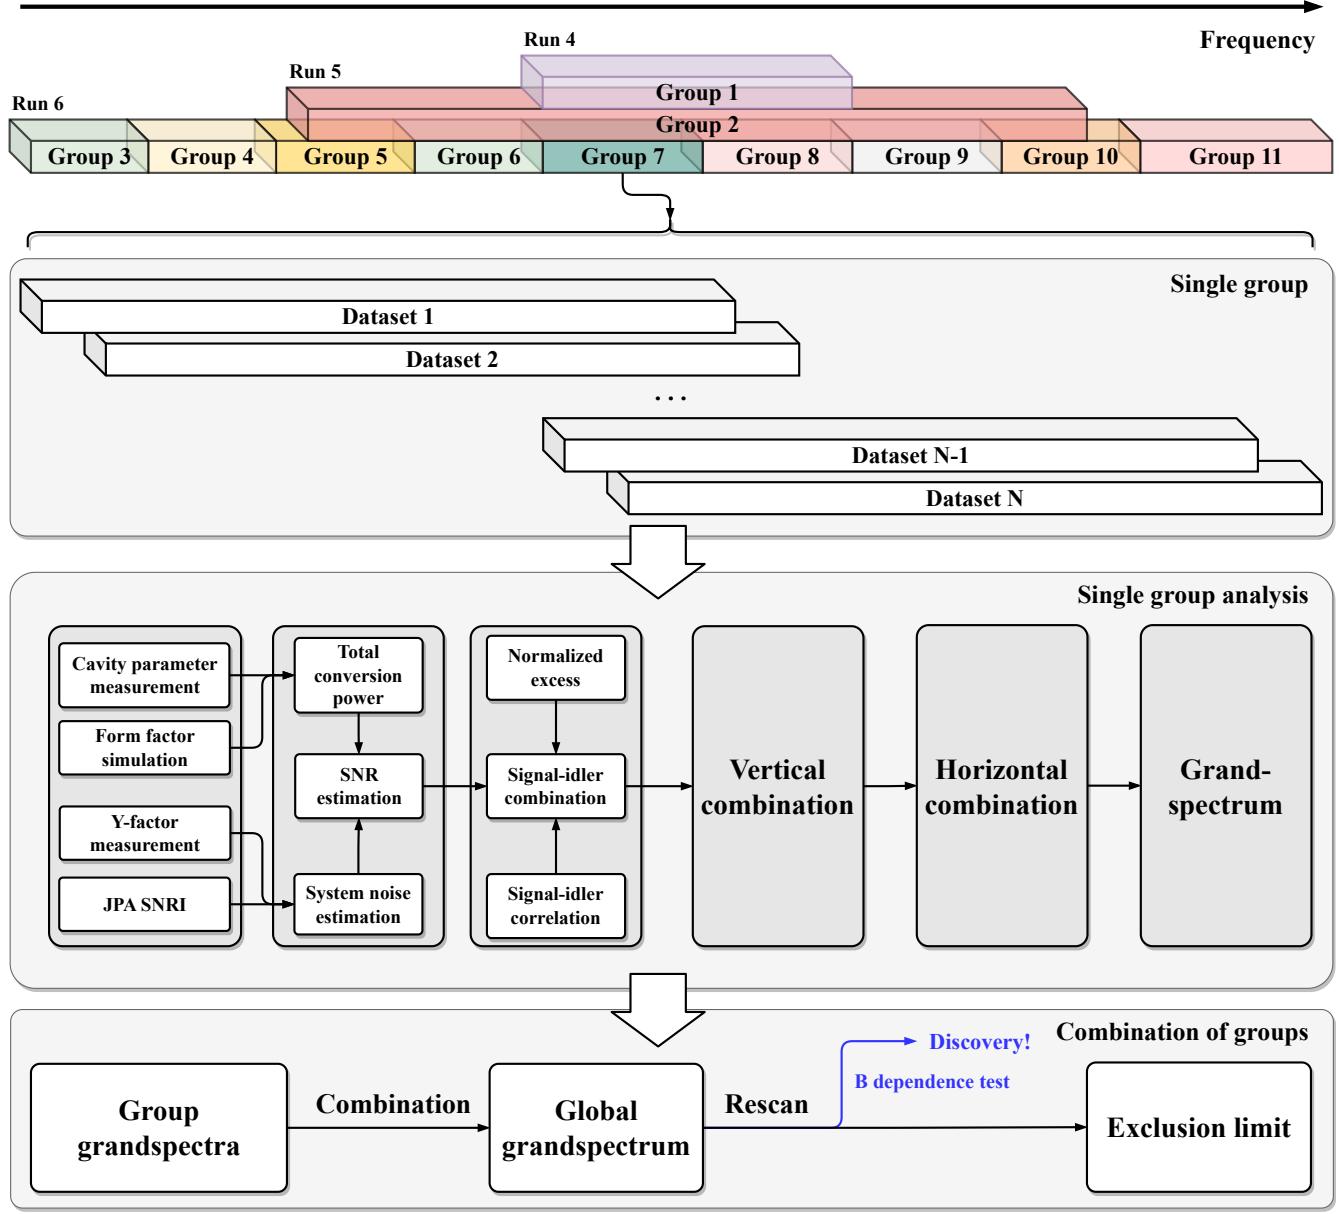 Frequency
Run 4
Group 1
Run 5
Group 2
Run 6
Group 3
Group 4
Group 5
Group 6
Group 7
Group 8
Group 9
Group 10
Group 11
Single group
Dataset 1
Dataset 2
...
Dataset N-1
Dataset N
Single group analysis
Cavity parameter
measurement
Form factor
simulation
Y-factor
measurement
JPA SNRI
Total
conversion
power
SNR
estimation
System noise
estimation
Normalized
excess
Signal-idler
combination
Signal-idler
correlation
Vertical
combination
Horizontal
combination
Grand-
spectrum
Combination of groups
Group
grandspectra
Combination
Global
grandspectrum
Rescan
Discovery!
B dependence test
Exclusion limit